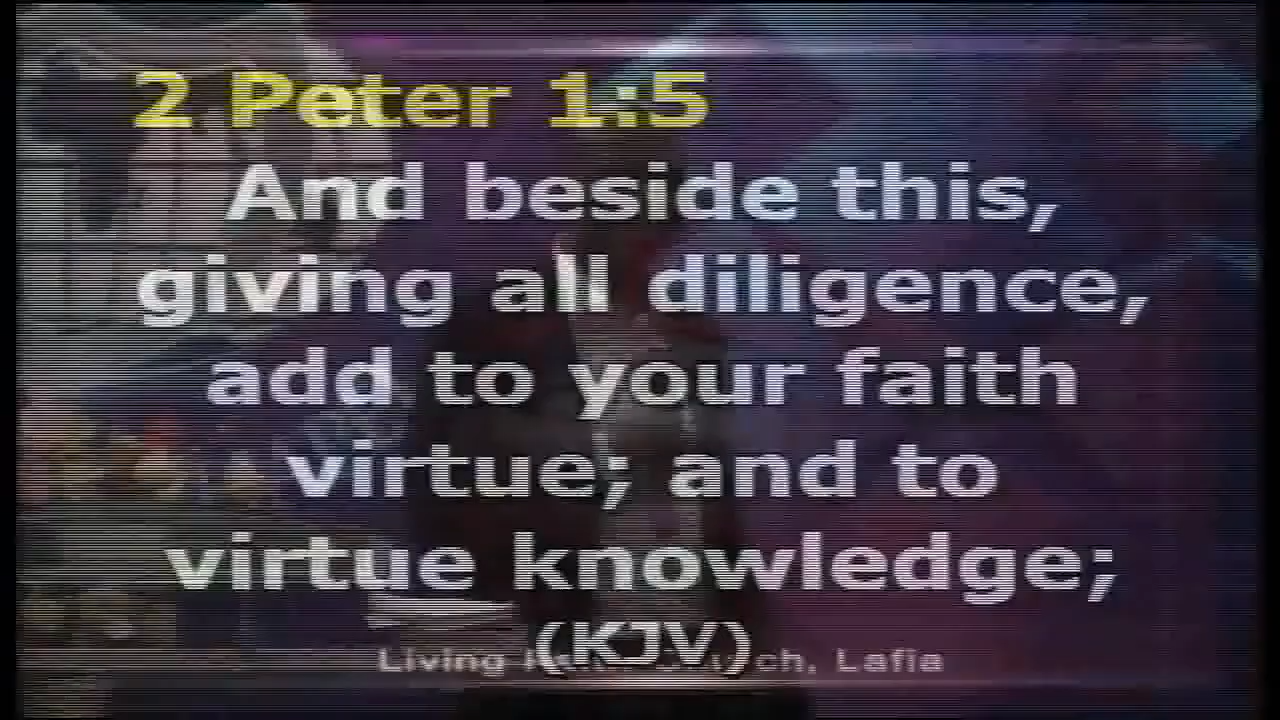 2 Peter 1:5
And beside this,
giving all diligence,
add to your faith
virtue; and to
virtue knowledge;
(KJV)
Living ch, Lafia